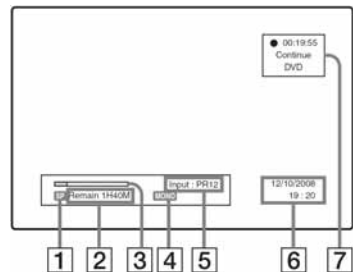 ● 00:19:55
Continue
DVD
Input : PR12
Remain 1H40M
12/10/2008
19 : 20
1 2 3 4 5 6 7